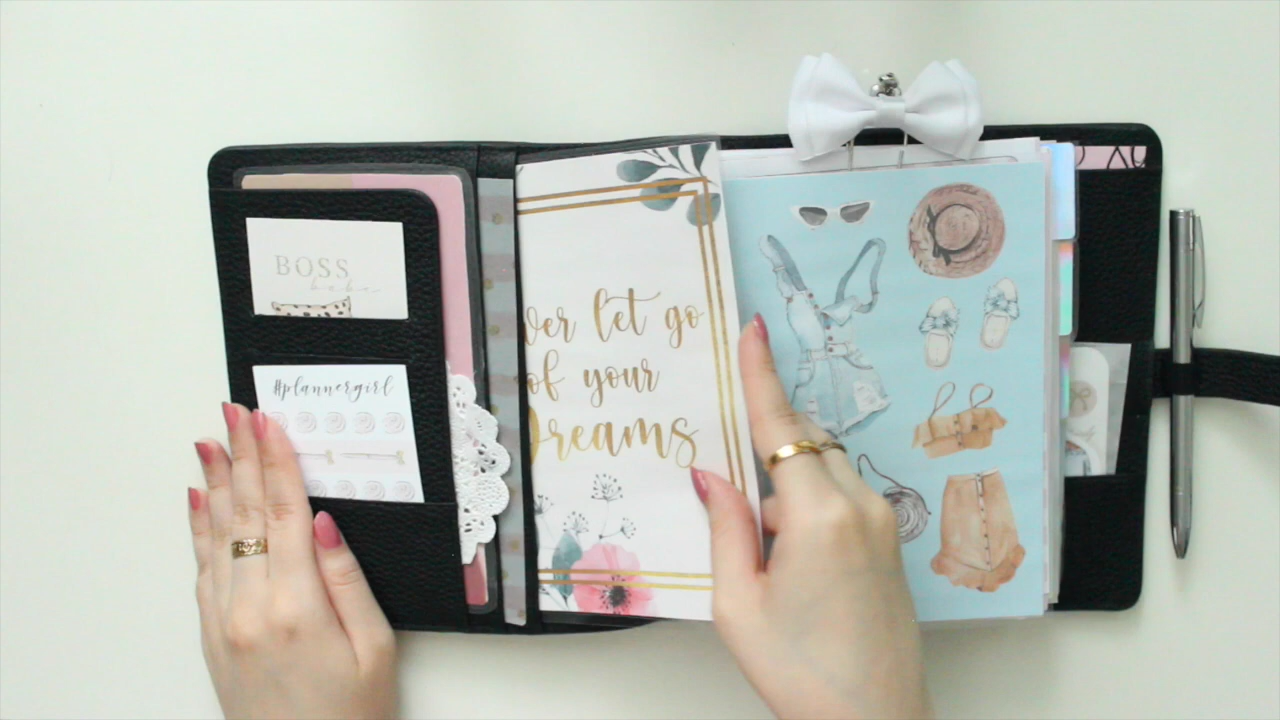 BOSS
babe
#plannergirl
ver let go
of your
Dreams